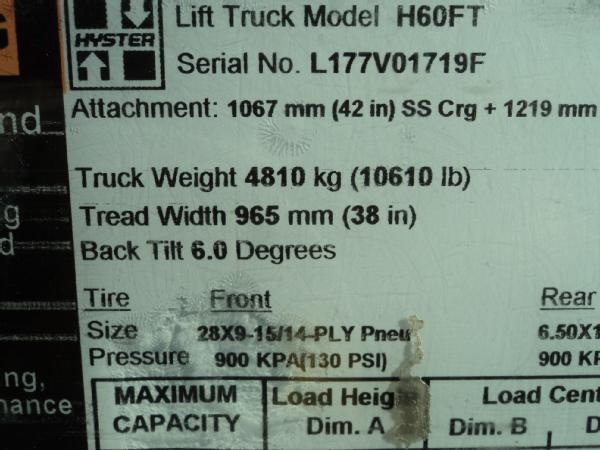 G
HYSTER
Lift Truck Model H60FT
Serial No. L177V01719F
Attachment: 1067 mm (42 in) SS Crg + 1219 mm
nd
Truck Weight 4810 kg (10610 lb)
g
Tread Width 965 mm (38 in)
d
Back Tilt 6.0 Degrees
Tire Front Rear
Size 28X9-15/14-PLY Pneu 6.50X1
Pressure 900 KPA(130 PSI) 900 KP
ng,
nance
MAXIMUM CAPACITY
Load Heig
Dim. A
Load Cent
Dim. B D